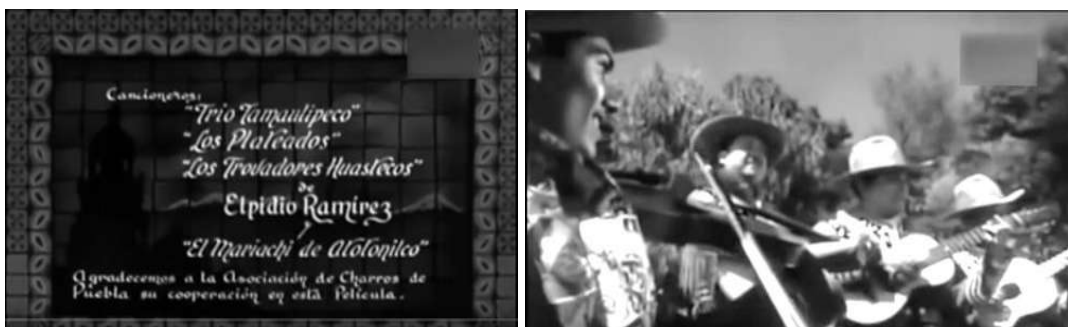 Cancioneros:
"Trio Tamaulipeco"
"Los Plateados"
"Los Trovadores Huastecos"
de
Elpidio Ramírez
y
"El Mariachi de Atotonilco"
Agradecemos a la Asociación de Charros de
Puebla su cooperación en esta Película.